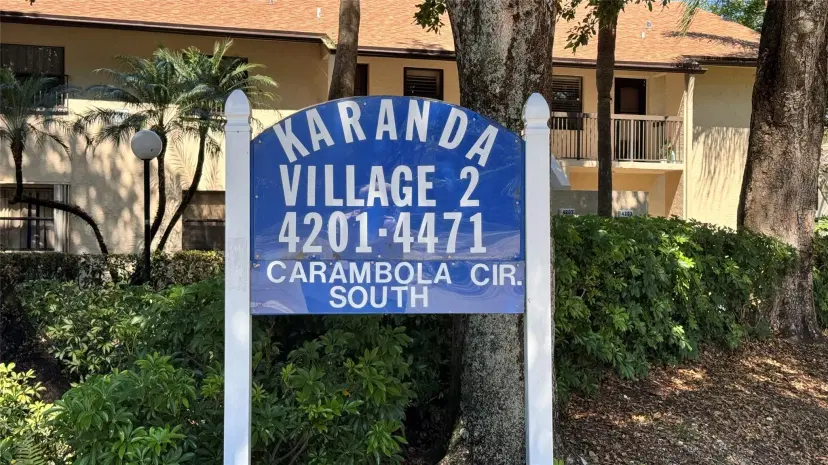 KARANDA
VILLAGE 2
4201-4471
CARAMBOLA CIR.
SOUTH